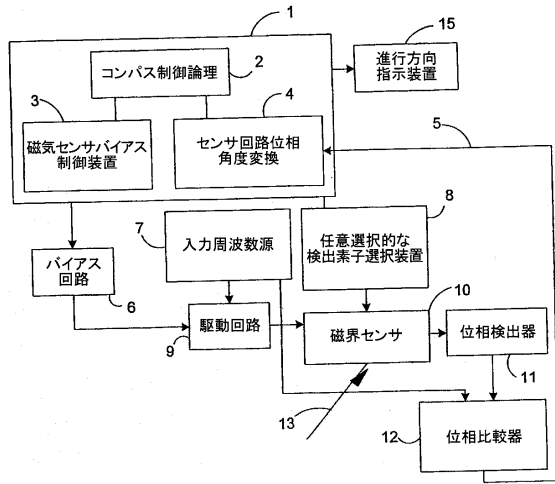 1
コンパス制御論理
2
3
磁気センサバイアス
制御装置
4
センサ回路位相
角度変換
15
進行方向
指示装置
5
7
入力周波数源
8
任意選択的な
検出素子選択装置
バイアス
回路
6
駆動回路
9
10
磁界センサ
位相検出器
11
13
12
位相比較器